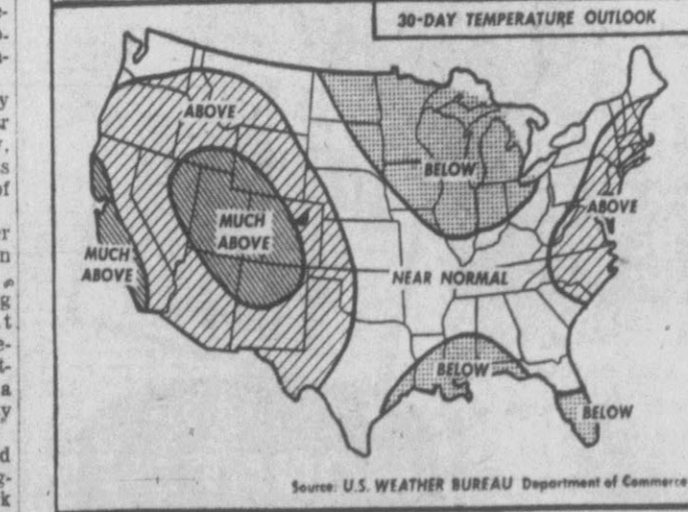 30-DAY TEMPERATURE OUTLOOK
ABOVE
BELOW
ABOVE
MUCH
ABOVE
MUCH
ABOVE
NEAR NORMAL
BELOW
BELOW
Source: U.S. WEATHER BUREAU Department of Commerce